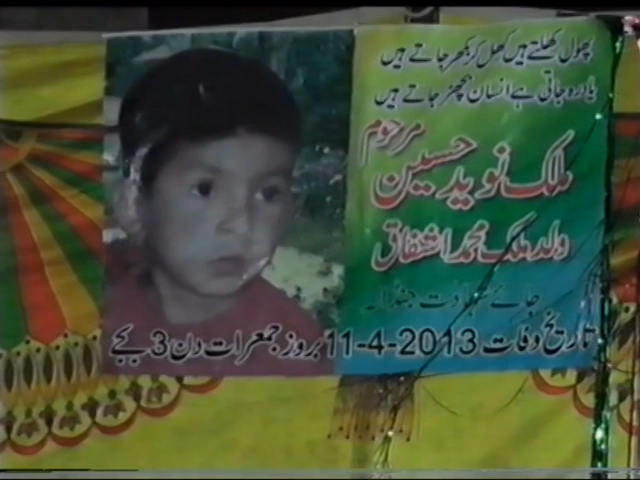 پھول کھلتے ہیں کھل کر بکھر جاتے ہیں
یاد رہ جاتی ہے انسان بچھڑ جاتے ہیں
مرحوم
ملک نوید حسین
ولد ملک محمد اشفاق
جائے شہادت جنڈا۔
تاریخ وفات 2013-4-11 بروز جمعرات دن 3 بجے